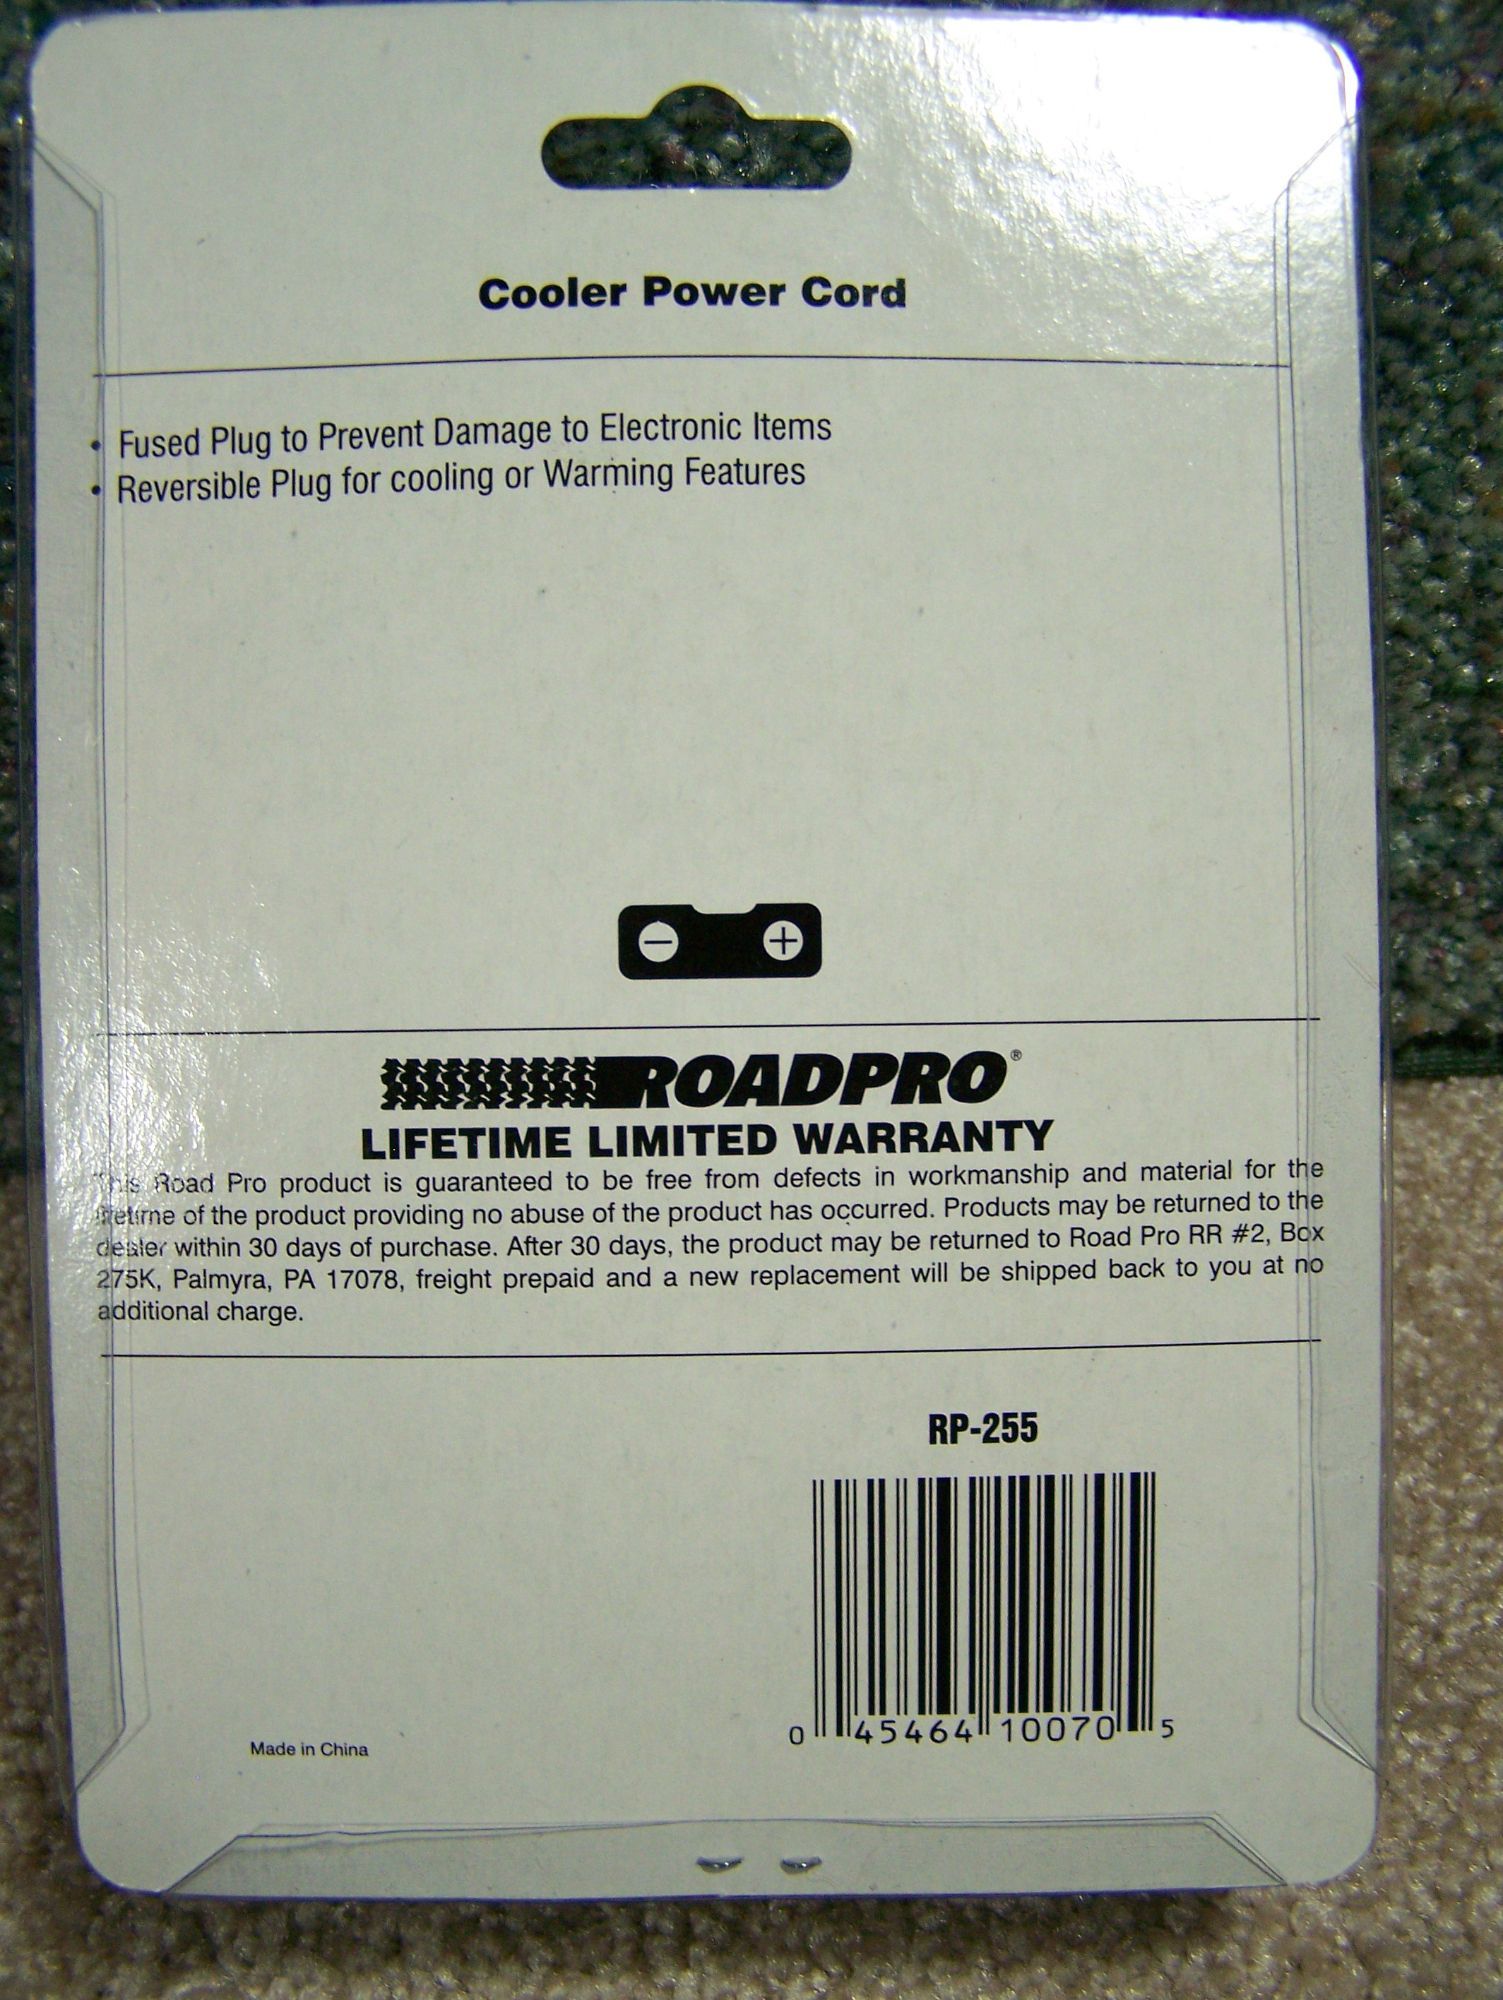 Cooler Power Cord
• Fused Plug to Prevent Damage to Electronic Items
• Reversible Plug for cooling or Warming Features
− +
ROADPRO®
LIFETIME LIMITED WARRANTY
This Road Pro product is guaranteed to be free from defects in workmanship and material for the
lifetime of the product providing no abuse of the product has occurred. Products may be returned to the
dealer within 30 days of purchase. After 30 days, the product may be returned to Road Pro RR #2, Box
275K, Palmyra, PA 17078, freight prepaid and a new replacement will be shipped back to you at no
additional charge.
RP-255
0 45464 10070 5
Made in China